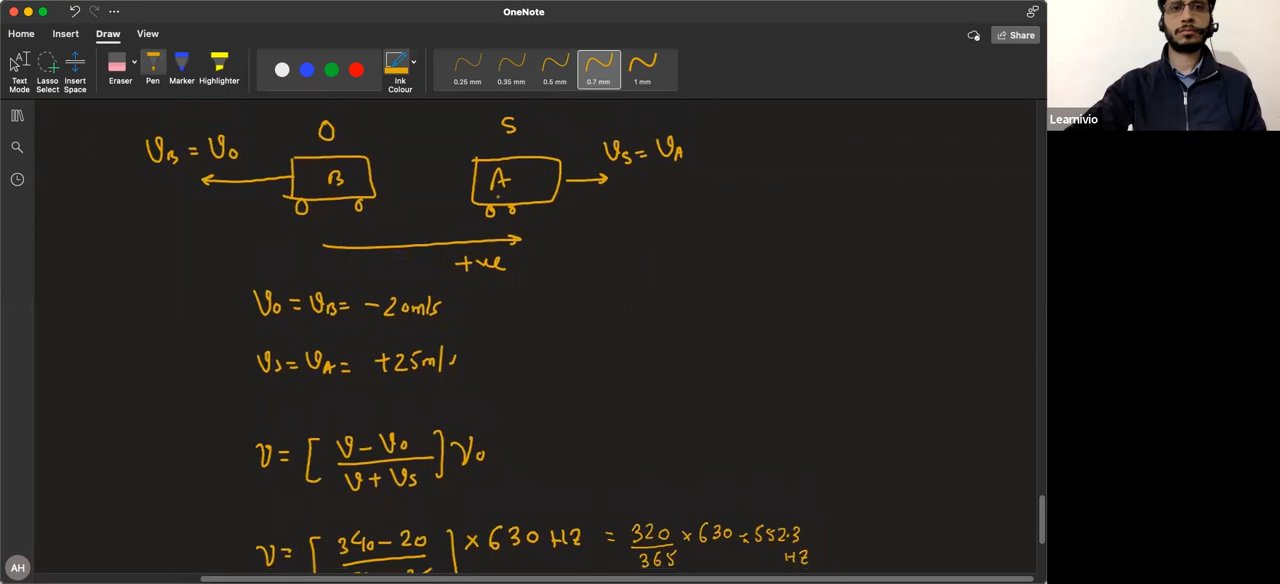 OneNote
Home Insert Draw View
Share
Text Mode
Lasso Select
Insert Space
Eraser
Pen
Marker
Highlighter
Ink Colour
0.25 mm
0.35 mm
0.5 mm
0.7 mm
1 mm
Learnivio
O S
V_B = V_O
V_S = V_A
B A
+ve
V_O = V_B = -20m/s
V_S = V_A = +25m/s
ν = [ (V - V_O) / (V + V_S) ] ν_o
ν = [ 340-20 ] × 630 HZ = 320/365 × 630 = 552.3 HZ
AH